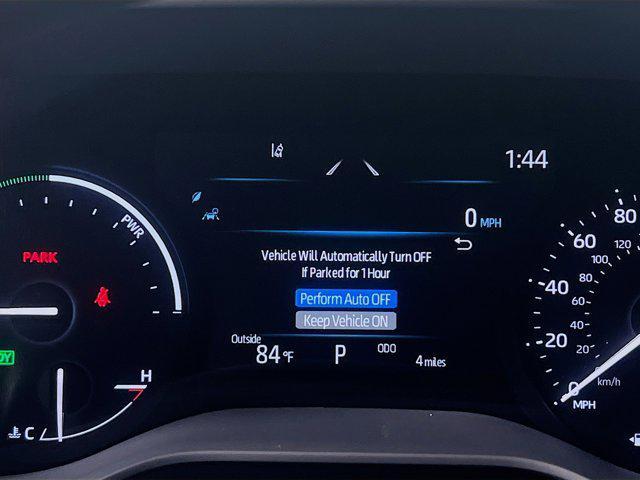 1:44
PWR
0 MPH
PARK
Vehicle Will Automatically Turn OFF
If Parked for 1 Hour
Perform Auto OFF
Keep Vehicle ON
Outside
84 °F
P
ODO
4 miles
H
C
80
60
40
20
0
MPH
120
100
80
60
40
20
km/h